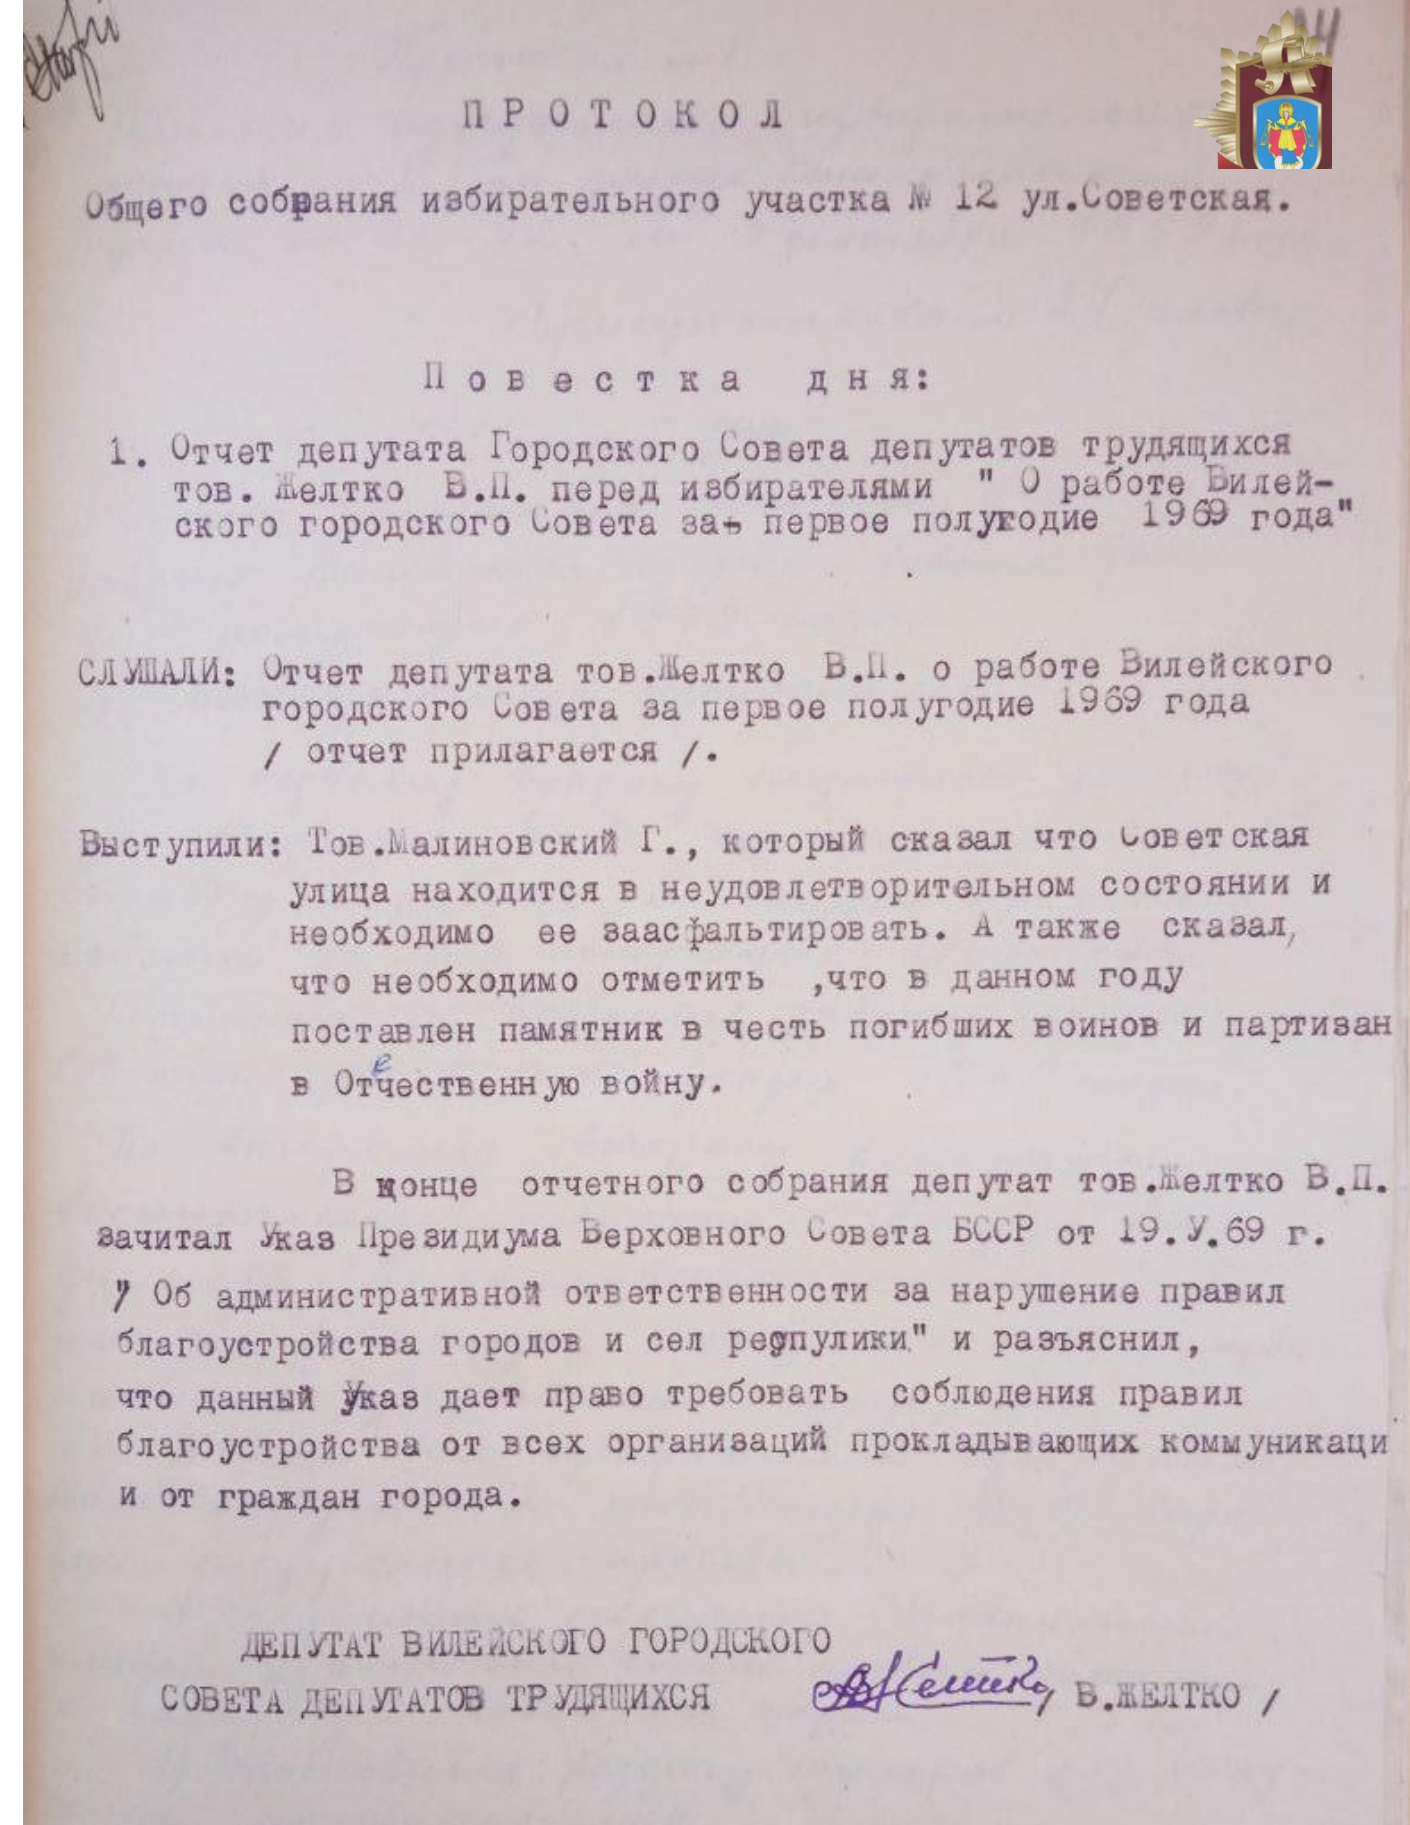 П Р О Т О К О Л
Общего собрания избирательного участка № 12 ул.Советская.
П о в е с т к а д н я:
1. Отчет депутата Городского Совета депутатов трудящихся
тов. Желтко В.П. перед избирателями " О работе Вилей-
ского городского Совета за первое полугодие 1969 года"
СЛУШАЛИ: Отчет депутата тов.Желтко В.П. о работе Вилейского
городского Совета за первое полугодие 1969 года
/ отчет прилагается /.
Выступили: Тов.Малиновский Г., который сказал что Советская
улица находится в неудовлетворительном состоянии и
необходимо ее заасфальтировать. А также сказал,
что необходимо отметить ,что в данном году
поставлен памятник в честь погибших воинов и партизан
в Отечественную войну.
В конце отчетного собрания депутат тов.Желтко В.П.
зачитал Указ Президиума Верховного Совета БССР от 19.У.69 г.
" Об административной ответственности за нарушение правил
благоустройства городов и сел респулики" и разъяснил,
что данный Указ дает право требовать соблюдения правил
благоустройства от всех организаций прокладывающих коммуникаци
и от граждан города.
ДЕПУТАТ ВИЛЕЙСКОГО ГОРОДСКОГО
СОВЕТА ДЕПУТАТОВ ТРУДЯЩИХСЯ В.ЖЕЛТКО /